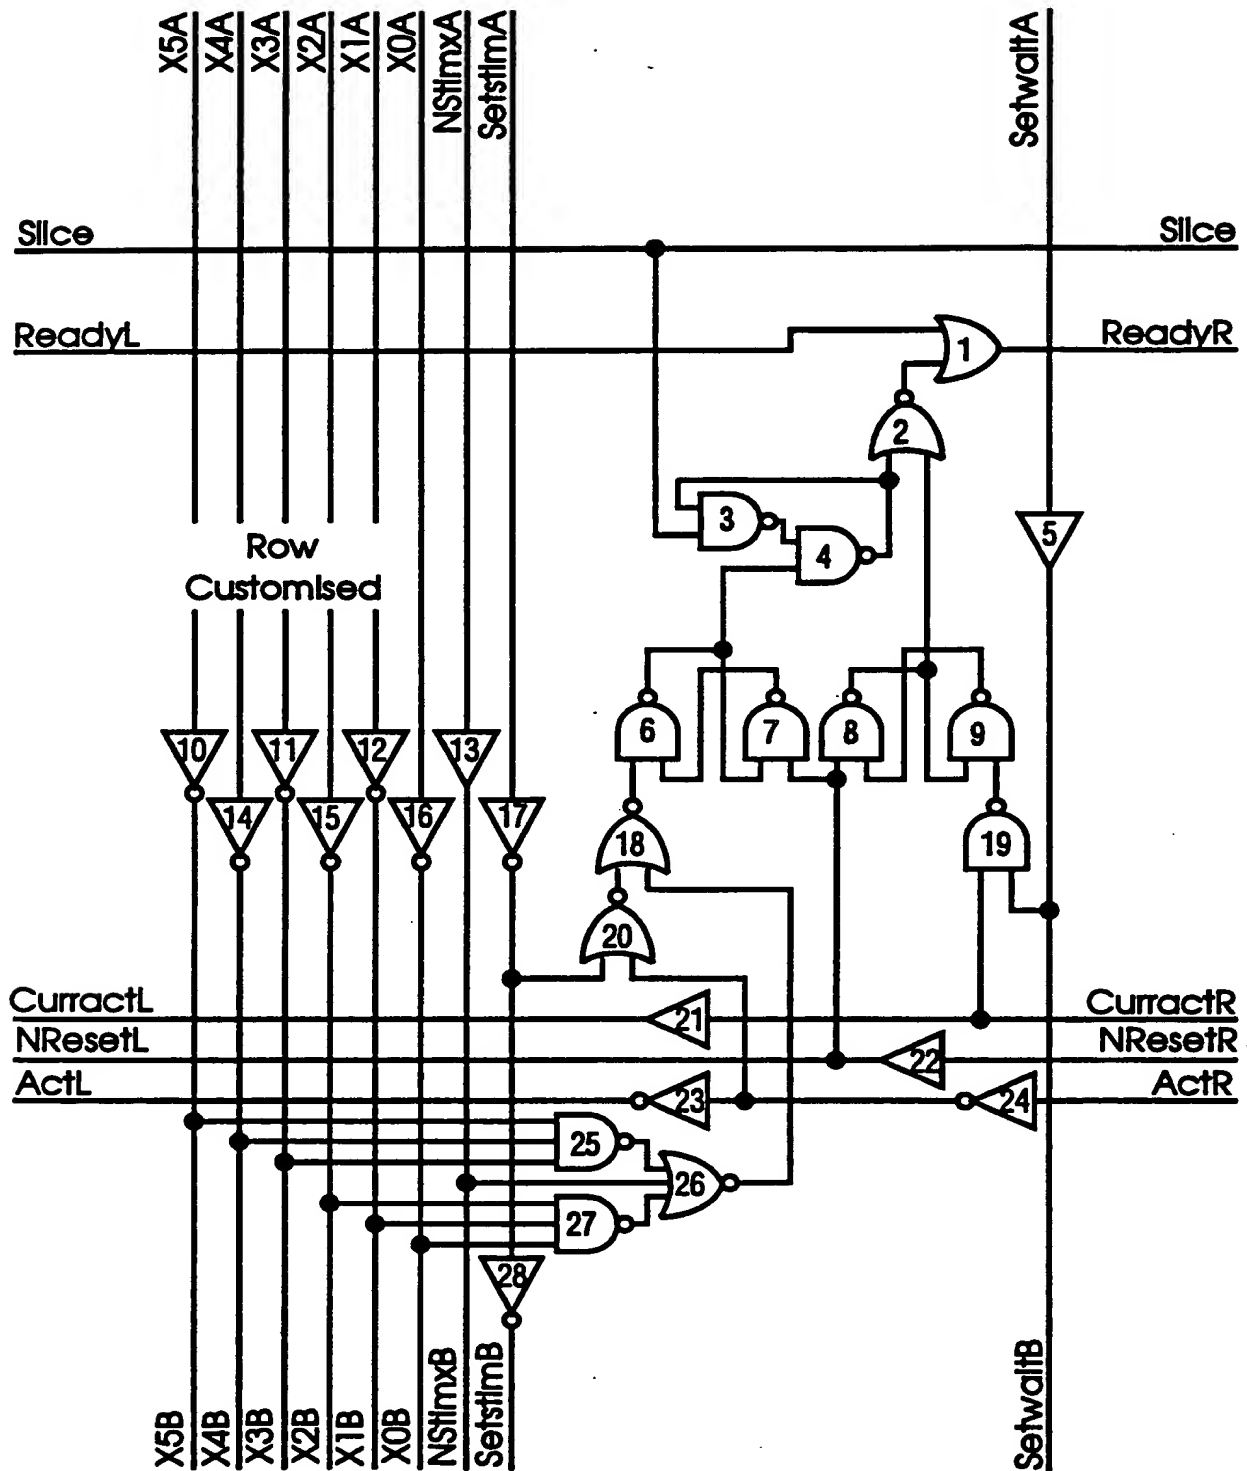 X5A
X4A
X3A
X2A
X1A
X0A
NStimxA
SetstimA
SetwaitA
Slice
Slice
ReadyL
ReadyR
1
2
3
4
5
Row
Customised
6
7
8
9
10
11
12
13
14
15
16
17
18
19
20
CurractL
21
CurractR
NResetL
22
NResetR
ActL
23
24
ActR
25
26
27
28
X5B
X4B
X3B
X2B
X1B
X0B
NStimxB
SetstimB
SetwaitB